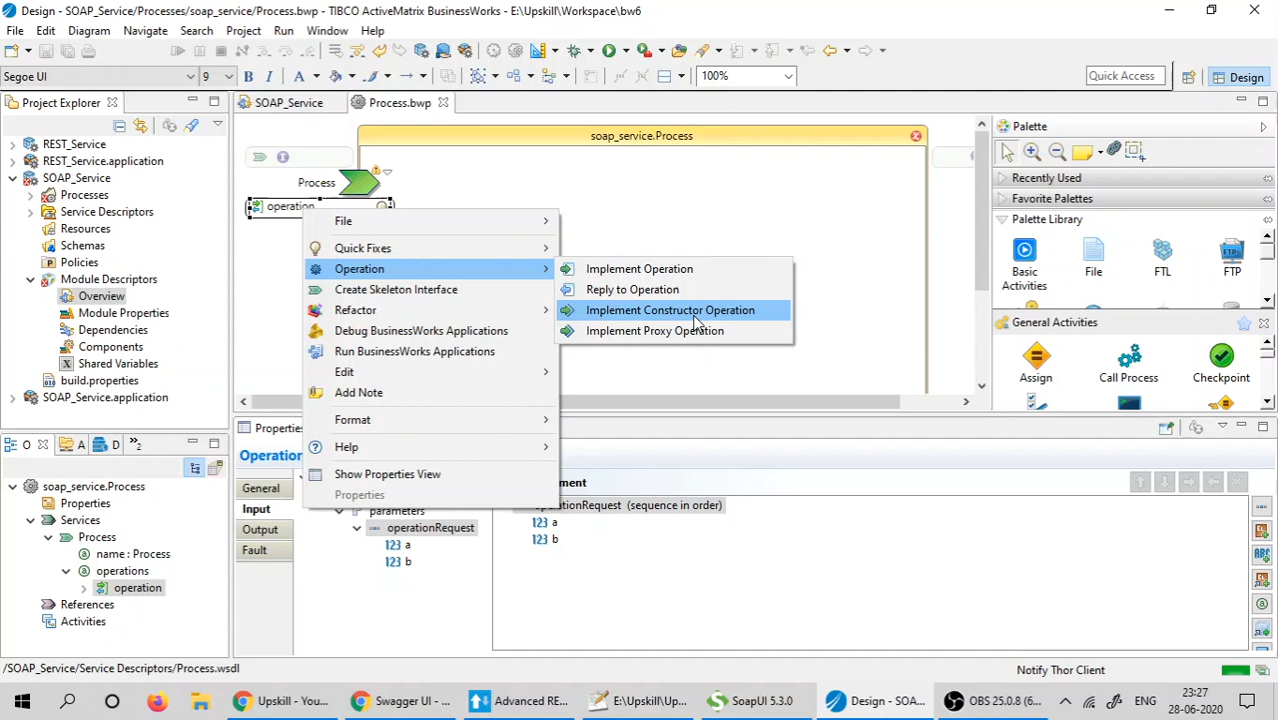 Design - SOAP_Service/Processes/soap_service/Process.bwp - TIBCO ActiveMatrix BusinessWorks - E:\Upskill\Workspace\bw6
File Edit Diagram Navigate Search Project Run Window Help
Segoe UI 9 B I A 100% Quick Access Design
Project Explorer
REST_Service
REST_Service.application
SOAP_Service
Processes
Service Descriptors
Resources
Schemas
Policies
Module Descriptors
Overview
Module Properties
Dependencies
Components
Shared Variables
build.properties
SOAP_Service.application
O A D »2
soap_service.Process
Properties
Services
Process
name : Process
operations
operation
References
Activities
SOAP_Service Process.bwp
soap_service.Process
Process
operation
File
Quick Fixes
Operation
Create Skeleton Interface
Refactor
Debug BusinessWorks Applications
Run BusinessWorks Applications
Edit
Add Note
Format
Help
Show Properties View
Properties
Implement Operation
Reply to Operation
Implement Constructor Operation
Implement Proxy Operation
Palette
Recently Used
Favorite Palettes
Palette Library
Basic Activities
File
FTL
FTP
General Activities
Assign
Call Process
Checkpoint
Properties
Operation
General
Input
Output
Fault
parameters
operationRequest
123 a
123 b
ment
operationRequest (sequence in order)
123 a
123 b
/SOAP_Service/Service Descriptors/Process.wsdl
Notify Thor Client
Upskill - You...
Swagger UI - ...
Advanced RE...
E:\Upskill\Up...
SoapUI 5.3.0
Design - SOA...
OBS 25.0.8 (6...
ENG
23:27
28-06-2020